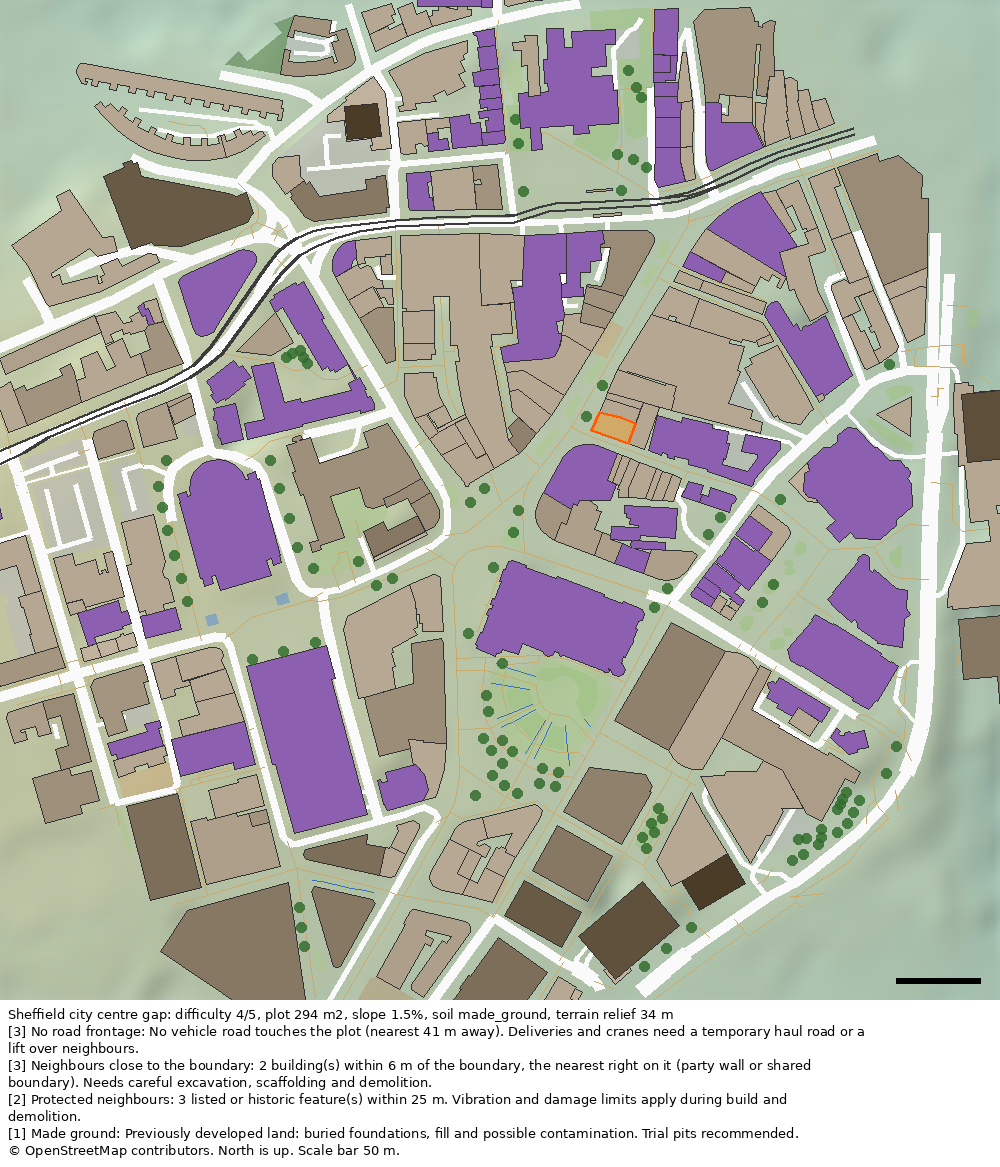 Sheffield city centre gap: difficulty 4/5, plot 294 m2, slope 1.5%, soil made_ground, terrain relief 34 m
[3] No road frontage: No vehicle road touches the plot (nearest 41 m away). Deliveries and cranes need a temporary haul road or a
lift over neighbours.
[3] Neighbours close to the boundary: 2 building(s) within 6 m of the boundary, the nearest right on it (party wall or shared
boundary). Needs careful excavation, scaffolding and demolition.
[2] Protected neighbours: 3 listed or historic feature(s) within 25 m. Vibration and damage limits apply during build and
demolition.
[1] Made ground: Previously developed land: buried foundations, fill and possible contamination. Trial pits recommended.
© OpenStreetMap contributors. North is up. Scale bar 50 m.